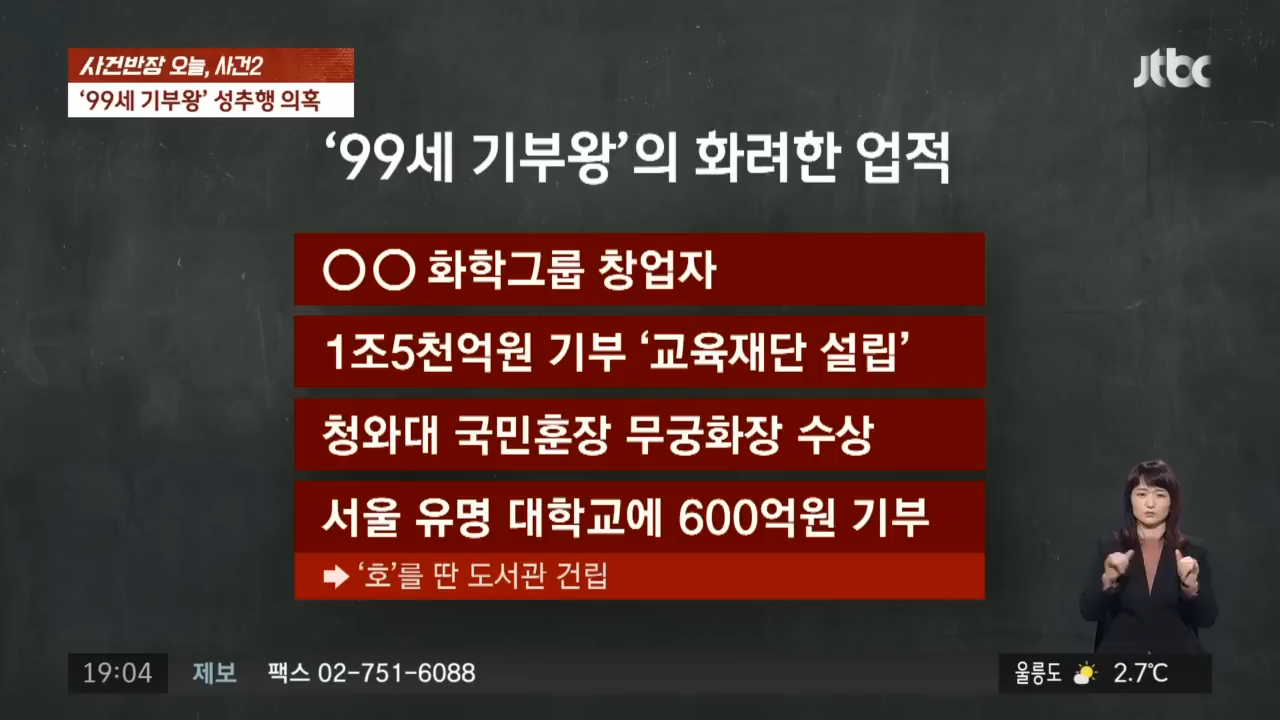 사건반장 오늘, 사건2
‘99세 기부왕’ 성추행 의혹
jtbc
‘99세 기부왕’의 화려한 업적
○○ 화학그룹 창업자
1조5천억원 기부 ‘교육재단 설립’
청와대 국민훈장 무궁화장 수상
서울 유명 대학교에 600억원 기부
➡ ‘호’를 딴 도서관 건립
19:04 제보 팩스 02-751-6088
울릉도 2.7℃